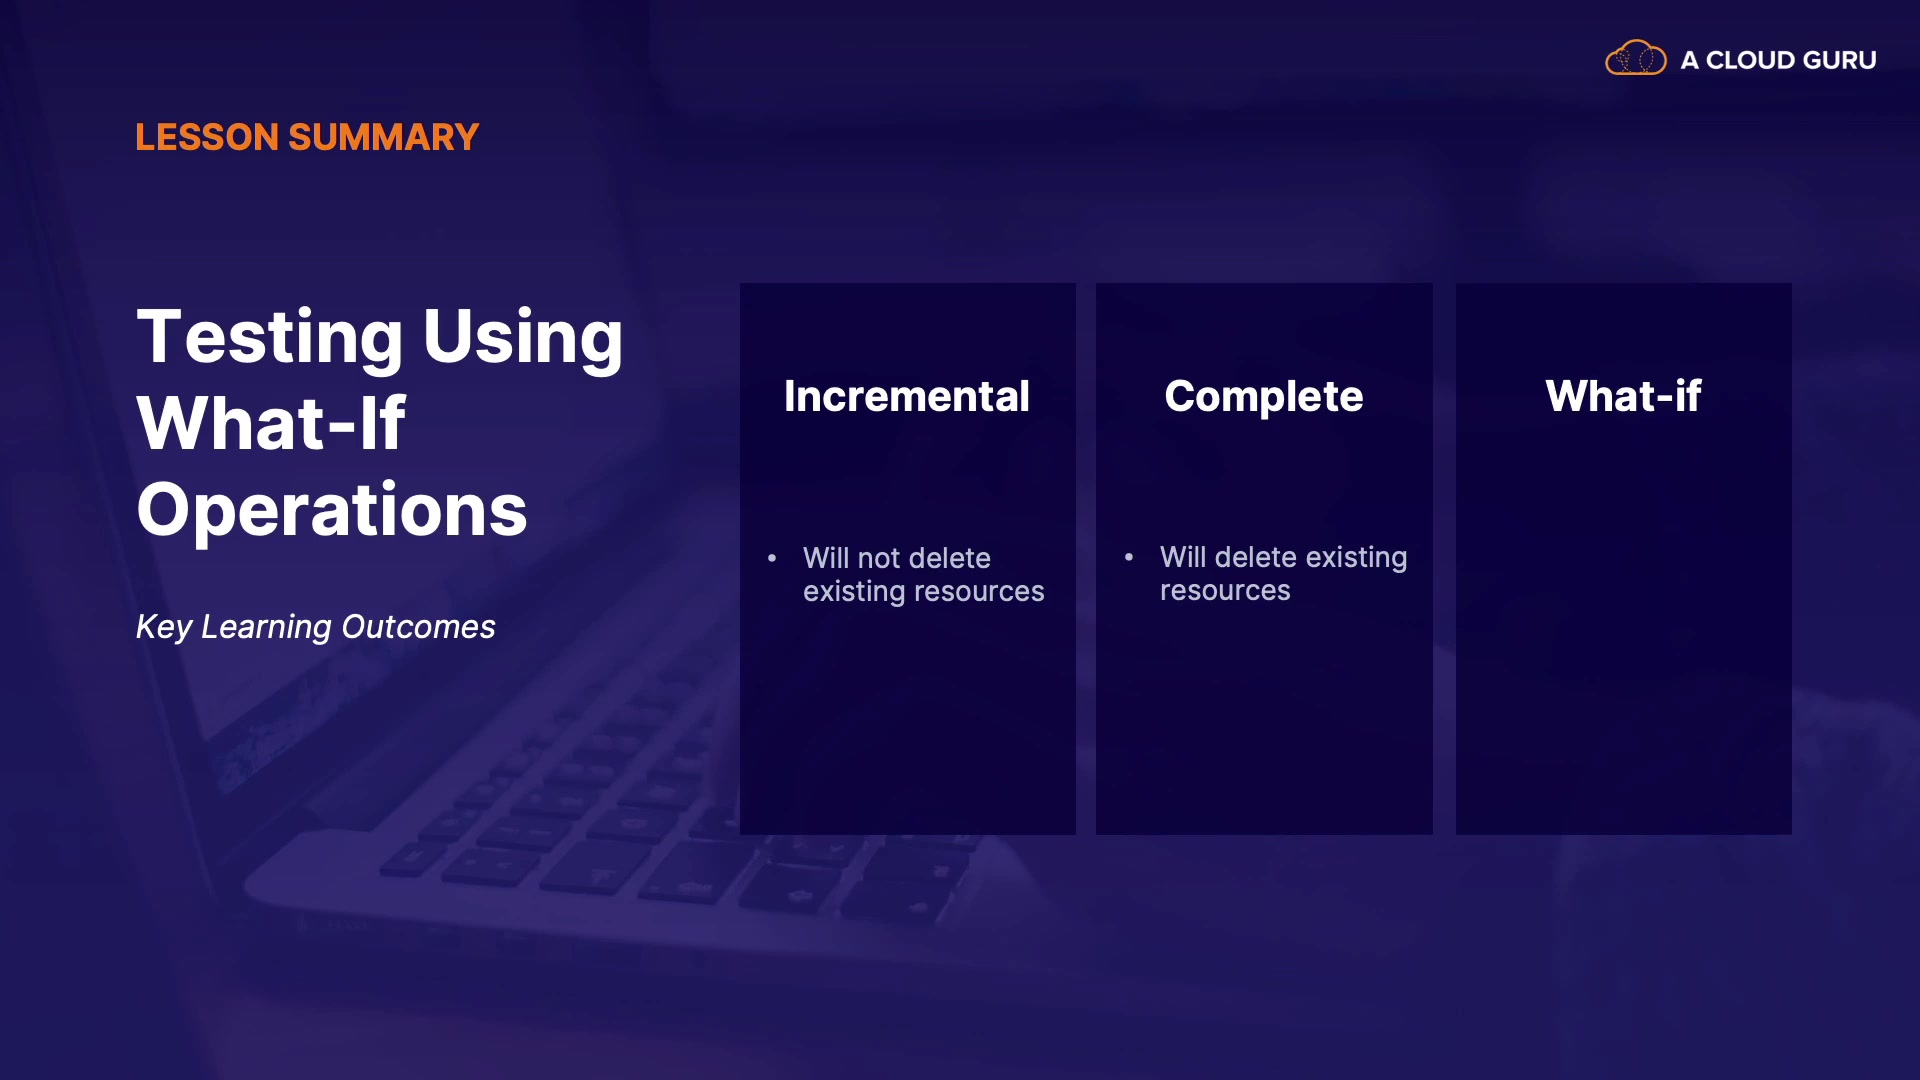 A CLOUD GURU
LESSON SUMMARY
Testing Using
What-If
Operations
Key Learning Outcomes
Incremental
• Will not delete
existing resources
Complete
• Will delete existing
resources
What-if